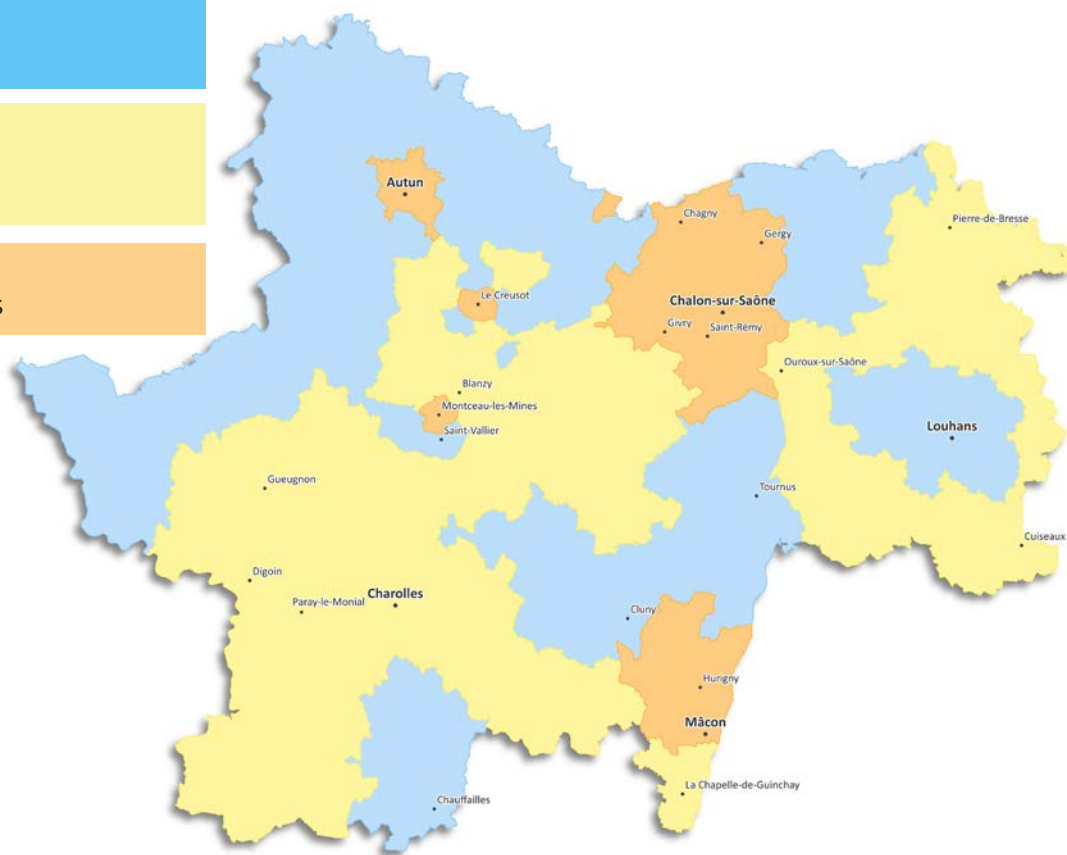 s
Autun
Chagny
Pierre-de-Bresse
Gergy
Le Creusot
Chalon-sur-Saône
Givry
Saint-Rémy
Ouroux-sur-Saône
Blanzy
Montceau-les-Mines
Louhans
Saint-Vallier
Gueugnon
Tournus
Cuiseaux
Digoin
Charolles
Paray-le-Monial
Cluny
Hurigny
Mâcon
La Chapelle-de-Guinchay
Chauffailles